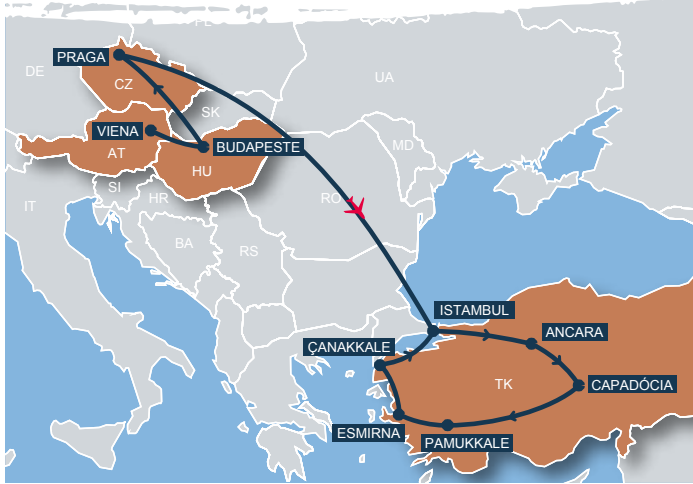 PL
DE
PRAGA
CZ
UA
SK
VIENA
BUDAPESTE
MD
AT
HU
SI
HR
RO
IT
BA
RS
ISTAMBUL
ANCARA
ÇANAKKALE
TK
CAPADÓCIA
ESMIRNA
PAMUKKALE